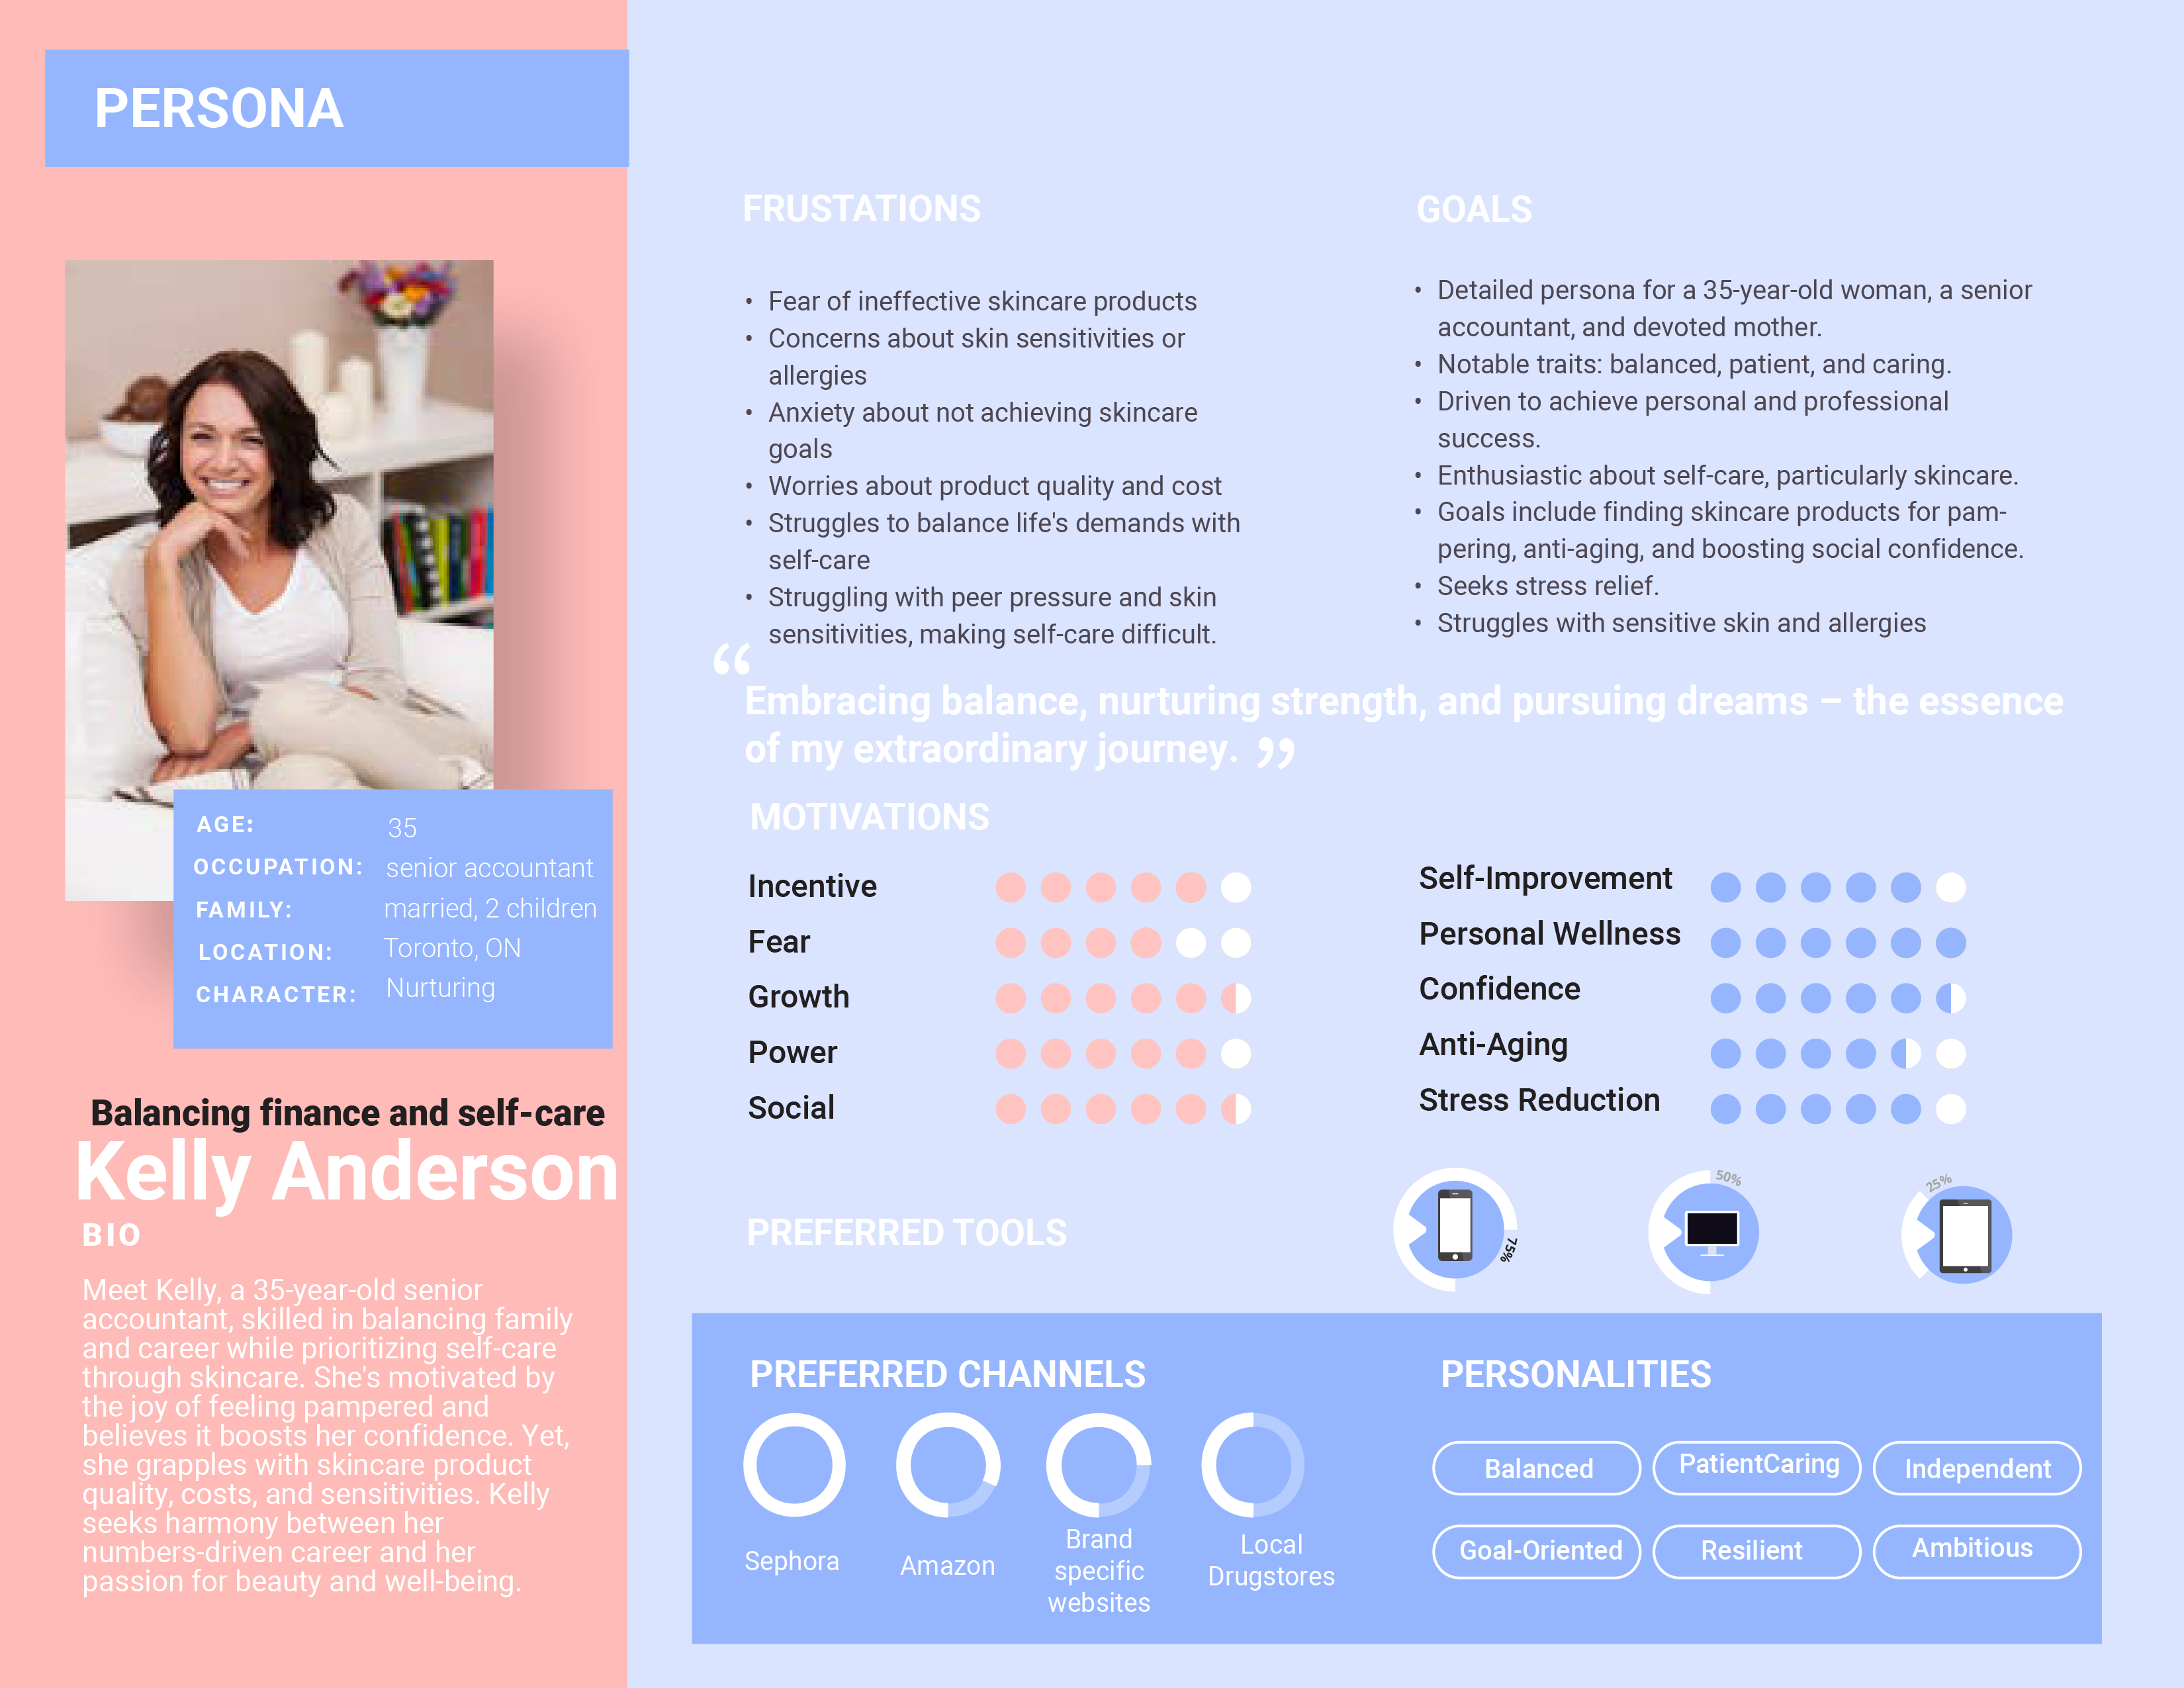 PERSONA
AGE: 35
OCCUPATION: senior accountant
FAMILY: married, 2 children
LOCATION: Toronto, ON
CHARACTER: Nurturing
Balancing finance and self-care
Kelly Anderson
BIO
Meet Kelly, a 35-year-old senior
accountant, skilled in balancing family
and career while prioritizing self-care
through skincare. She's motivated by
the joy of feeling pampered and
believes it boosts her confidence. Yet,
she grapples with skincare product
quality, costs, and sensitivities. Kelly
seeks harmony between her
numbers-driven career and her
passion for beauty and well-being.
FRUSTATIONS
• Fear of ineffective skincare products
• Concerns about skin sensitivities or
allergies
• Anxiety about not achieving skincare
goals
• Worries about product quality and cost
• Struggles to balance life's demands with
self-care
• Struggling with peer pressure and skin
sensitivities, making self-care difficult.
GOALS
• Detailed persona for a 35-year-old woman, a senior
accountant, and devoted mother.
• Notable traits: balanced, patient, and caring.
• Driven to achieve personal and professional
success.
• Enthusiastic about self-care, particularly skincare.
• Goals include finding skincare products for pam-
pering, anti-aging, and boosting social confidence.
• Seeks stress relief.
• Struggles with sensitive skin and allergies
“Embracing balance, nurturing strength, and pursuing dreams – the essence
of my extraordinary journey. ”
MOTIVATIONS
Incentive
Fear
Growth
Power
Social
Self-Improvement
Personal Wellness
Confidence
Anti-Aging
Stress Reduction
PREFERRED TOOLS
75%
50%
25%
PREFERRED CHANNELS
Sephora
Amazon
Brand
specific
websites
Local
Drugstores
PERSONALITIES
Balanced
PatientCaring
Independent
Goal-Oriented
Resilient
Ambitious